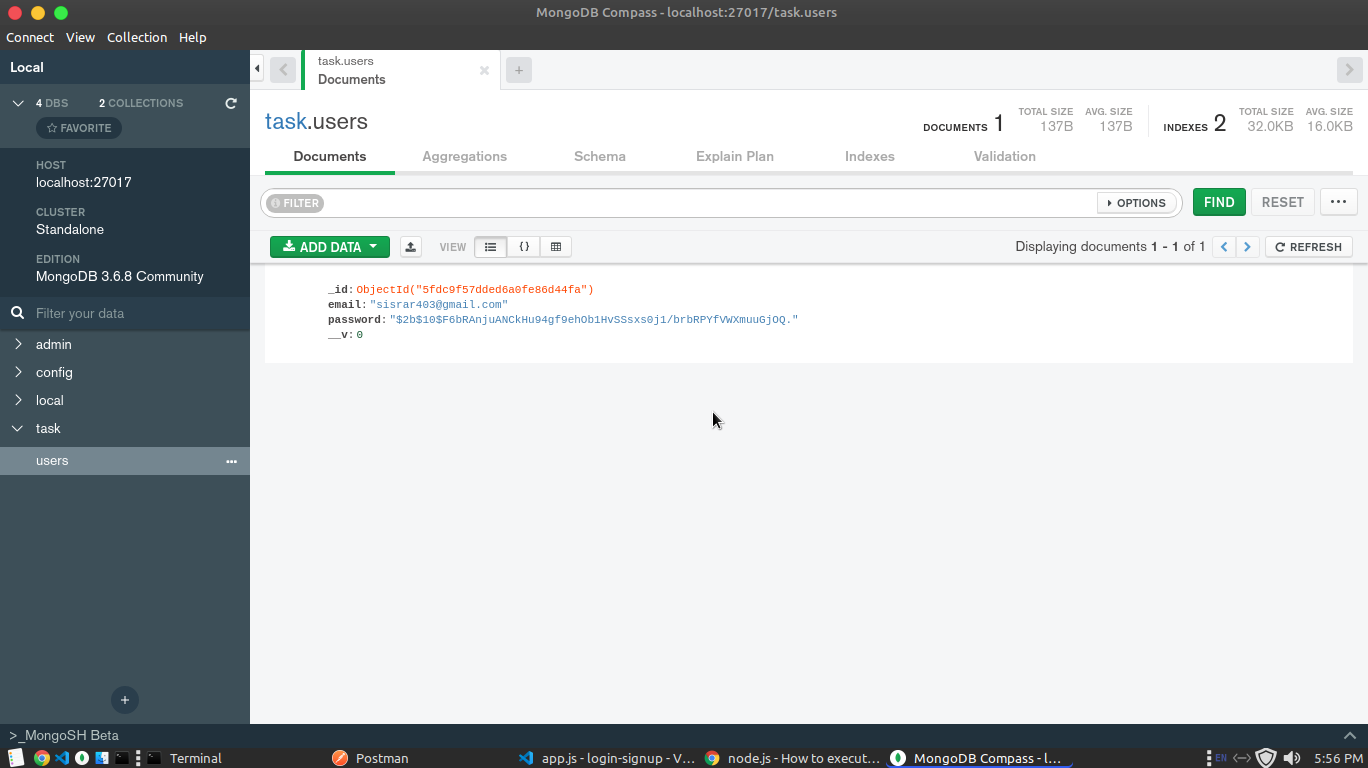 MongoDB Compass - localhost:27017/task.users
Connect View Collection Help
Local
4 DBS 2 COLLECTIONS
FAVORITE
HOST
localhost:27017
CLUSTER
Standalone
EDITION
MongoDB 3.6.8 Community
Filter your data
admin
config
local
task
users
task.users
Documents
task.users
DOCUMENTS 1 TOTAL SIZE 137B AVG. SIZE 137B INDEXES 2 TOTAL SIZE 32.0KB AVG. SIZE 16.0KB
Documents Aggregations Schema Explain Plan Indexes Validation
FILTER OPTIONS FIND RESET
ADD DATA VIEW {} Displaying documents 1 - 1 of 1 REFRESH
_id: ObjectId("5fdc9f57dded6a0fe86d44fa")
email: "sisrar403@gmail.com"
password: "$2b$10$F6bRAnjuANCkHu94gf9ehOb1HvSSsxs0j1/brbRPYfVWXmuuGjOQ."
__v: 0
>_MongoSH Beta
Terminal Postman app.js - login-signup - V... node.js - How to execut... MongoDB Compass - l... EN 5:56 PM